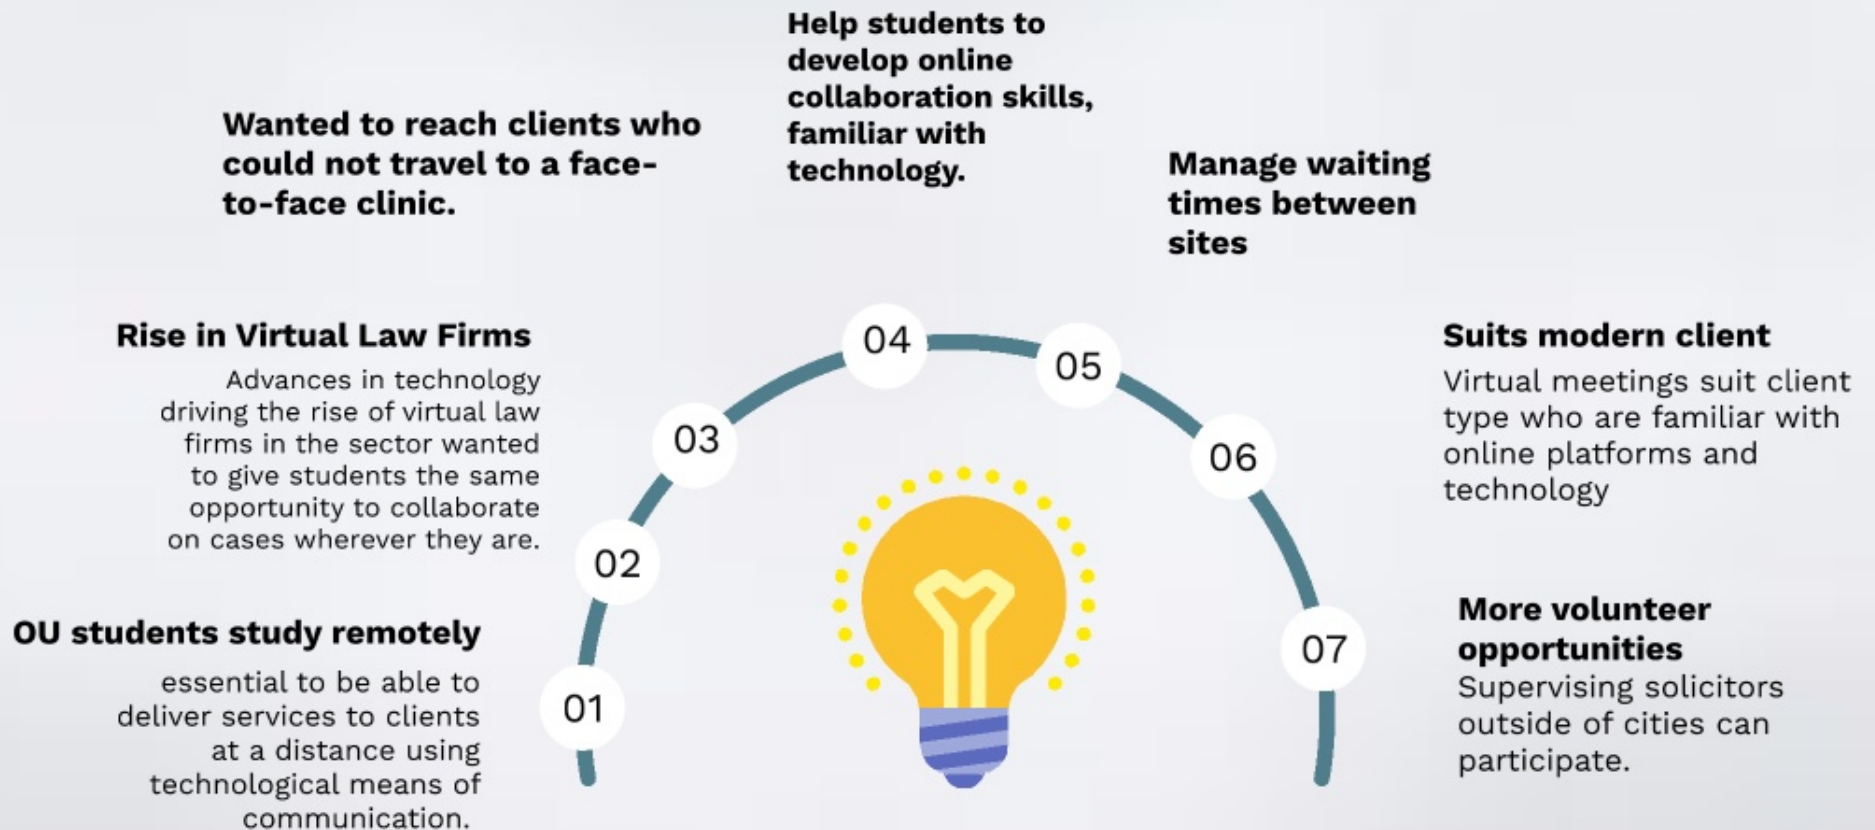 01
OU students study remotely
essential to be able to
deliver services to clients
at a distance using
technological means of
communication.
02
Rise in Virtual Law Firms
Advances in technology
driving the rise of virtual law
firms in the sector wanted
to give students the same
opportunity to collaborate
on cases wherever they are.
03
Wanted to reach clients who
could not travel to a face-
to-face clinic.
04
Help students to
develop online
collaboration skills,
familiar with
technology.
05
Manage waiting
times between
sites
06
Suits modern client
Virtual meetings suit client
type who are familiar with
online platforms and
technology
07
More volunteer
opportunities
Supervising solicitors
outside of cities can
participate.